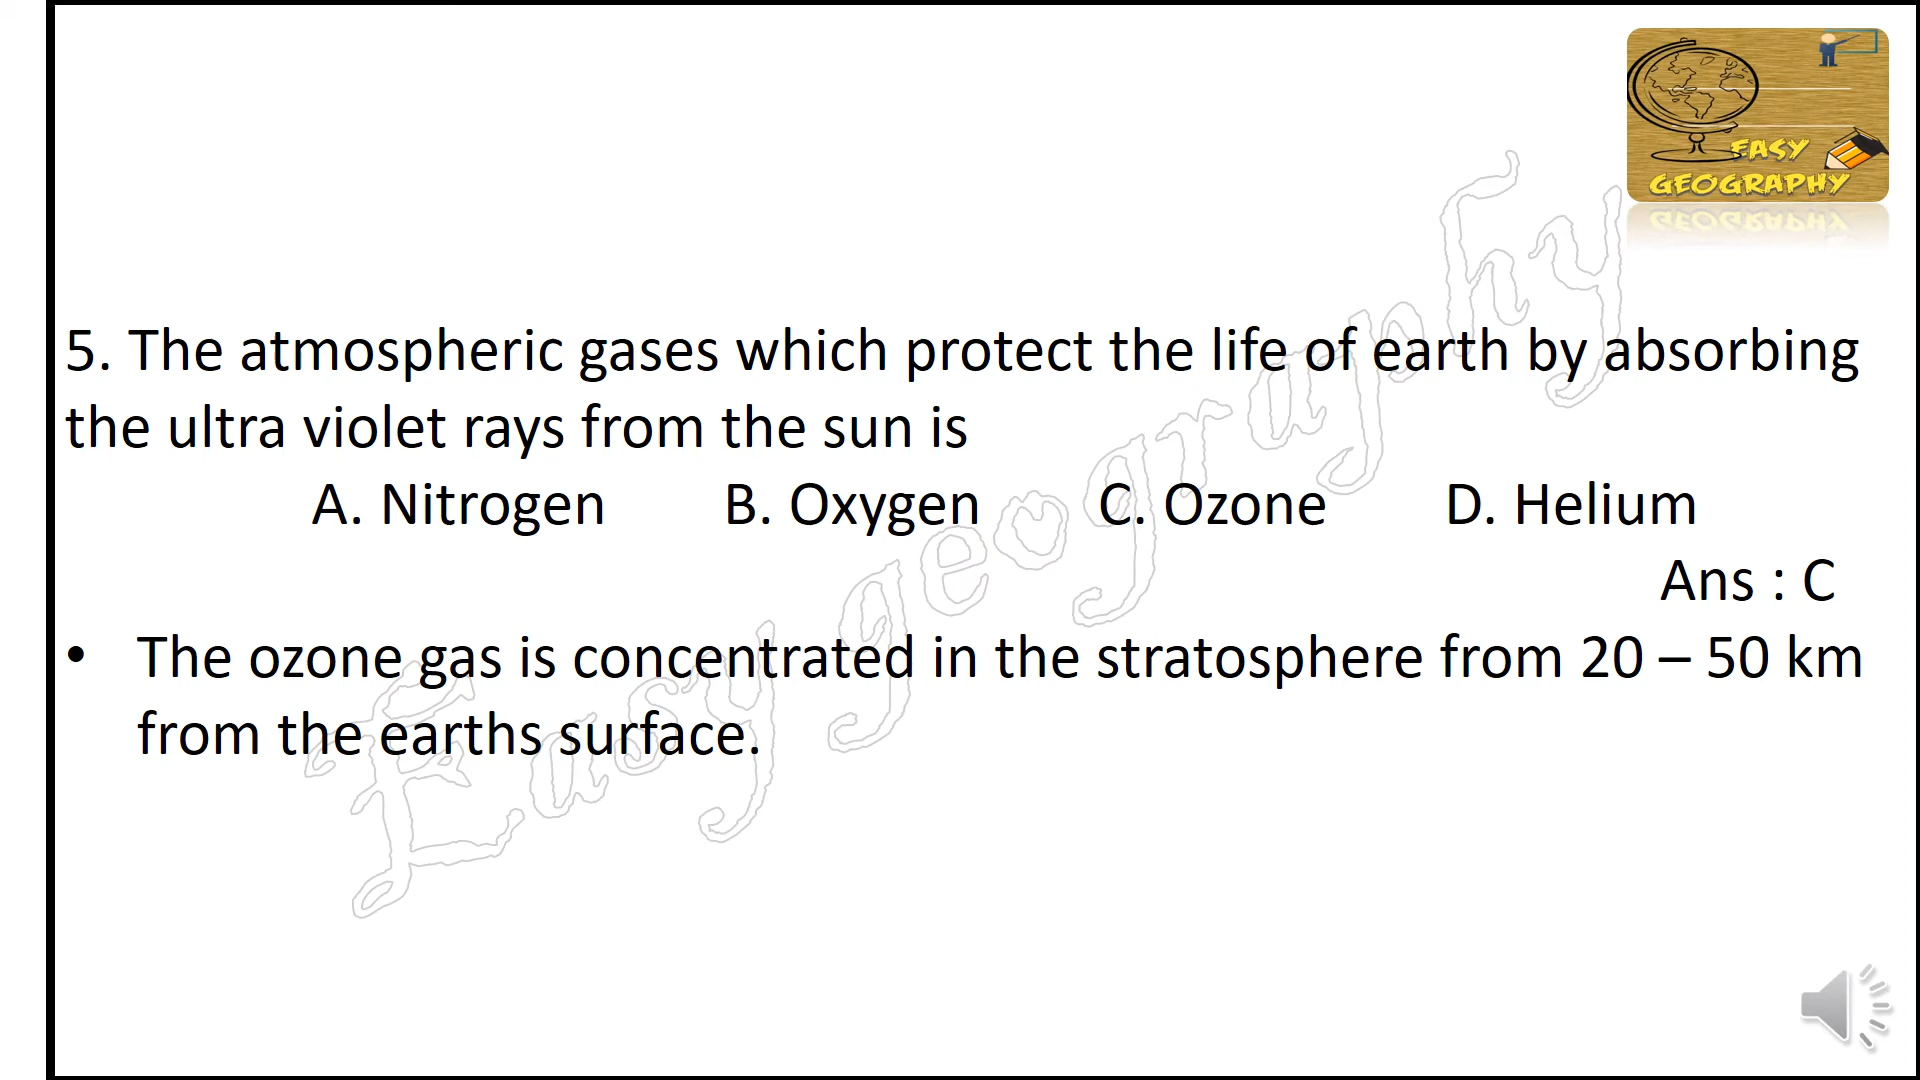 EASY
GEOGRAPHY
5. The atmospheric gases which protect the life of earth by absorbing
the ultra violet rays from the sun is
A. Nitrogen B. Oxygen C. Ozone D. Helium
Ans : C
• The ozone gas is concentrated in the stratosphere from 20 – 50 km
from the earths surface.
Easy geography